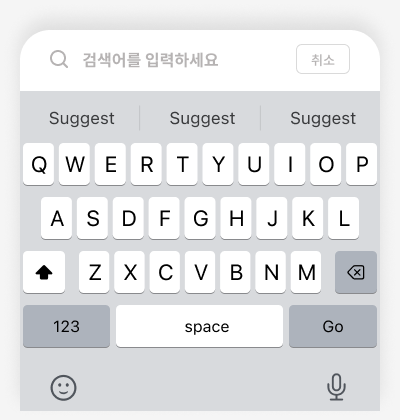 검색어를 입력하세요 취소
Suggest Suggest Suggest
Q W E R T Y U I O P
A S D F G H J K L
Z X C V B N M
123 space Go